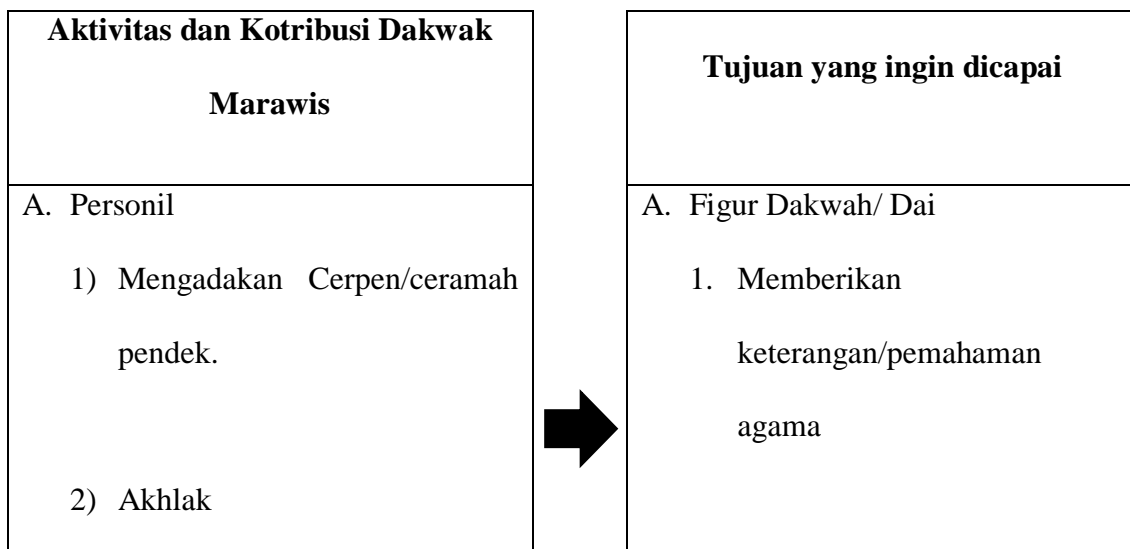 Aktivitas dan Kotribusi Dakwak
Marawis
A. Personil
1) Mengadakan Cerpen/ceramah
pendek.
2) Akhlak
Tujuan yang ingin dicapai
A. Figur Dakwah/ Dai
1. Memberikan
keterangan/pemahaman
agama